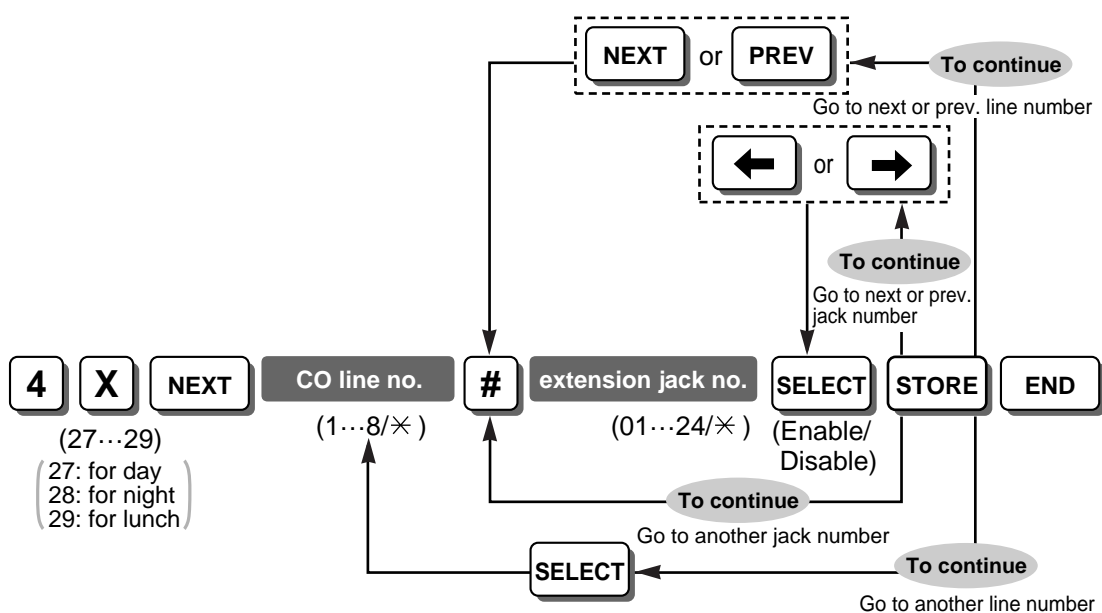 NEXT or PREV
To continue
Go to next or prev. line number
← or →
To continue
Go to next or prev.
jack number
4 X NEXT CO line no. # extension jack no. SELECT STORE END
(27···29)
(1···8/✳)
(01···24/✳)
(Enable/
Disable)
27: for day
28: for night
29: for lunch
To continue
Go to another jack number
SELECT
To continue
Go to another line number